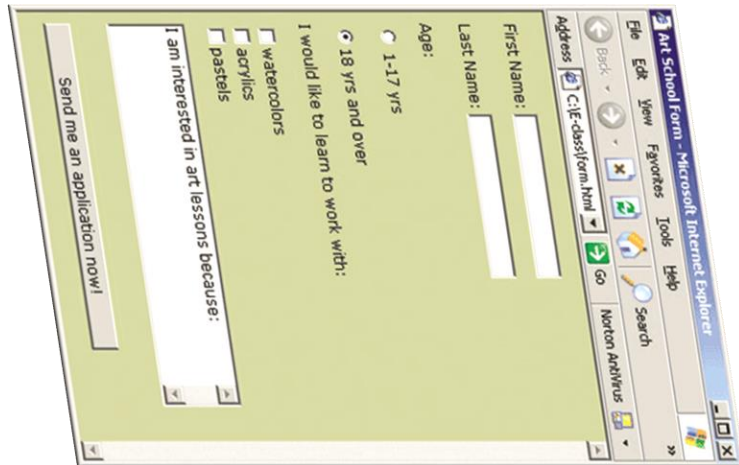 Art School Form - Microsoft Internet Explorer
File Edit View Favorites Tools Help »
Back Search
Address C:\E-class\form.html Go Norton AntiVirus
First Name:
Last Name:
Age:
1-17 yrs
18 yrs and over
I would like to learn to work with:
watercolors
acrylics
pastels
I am interested in art lessons because:
Send me an application now!